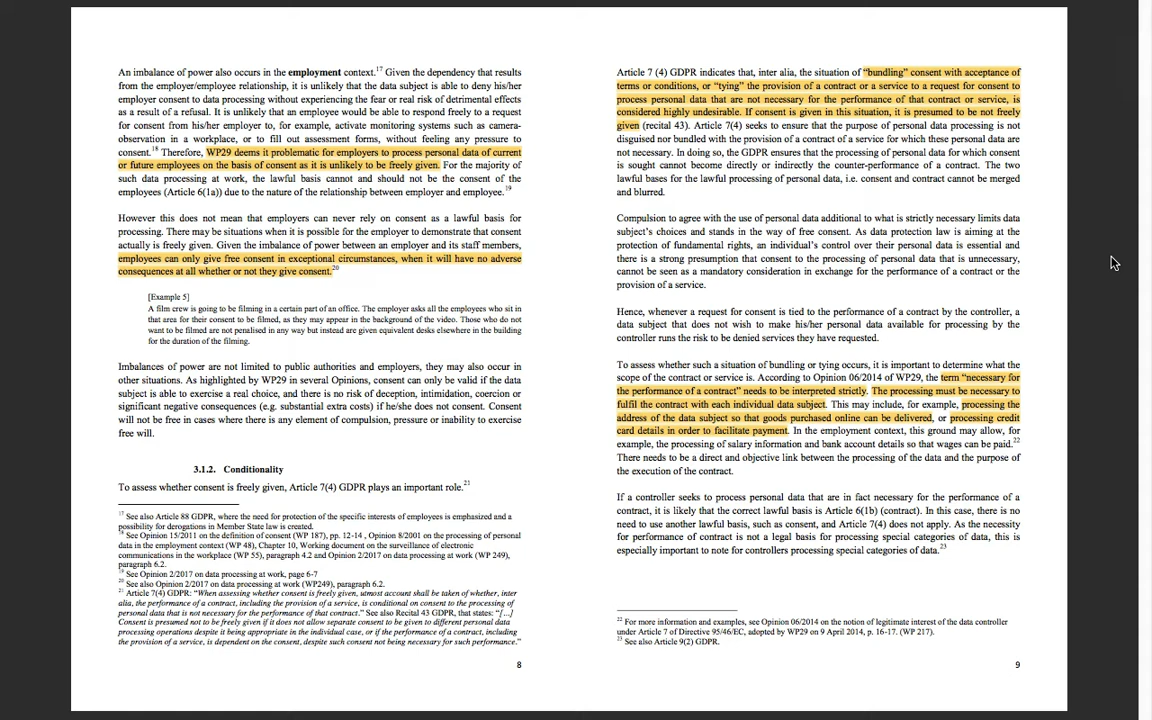 An imbalance of power also occurs in the employment context.17 Given the dependency that results
from the employer/employee relationship, it is unlikely that the data subject is able to deny his/her
employer consent to data processing without experiencing the fear or real risk of detrimental effects
as a result of a refusal. It is unlikely that an employee would be able to respond freely to a request
for consent from his/her employer to, for example, activate monitoring systems such as camera-
observation in a workplace, or to fill out assessment forms, without feeling any pressure to
consent.18 Therefore, WP29 deems it problematic for employers to process personal data of current
or future employees on the basis of consent as it is unlikely to be freely given. For the majority of
such data processing at work, the lawful basis cannot and should not be the consent of the
employees (Article 6(1a)) due to the nature of the relationship between employer and employee.19
However this does not mean that employers can never rely on consent as a lawful basis for
processing. There may be situations when it is possible for the employer to demonstrate that consent
actually is freely given. Given the imbalance of power between an employer and its staff members,
employees can only give free consent in exceptional circumstances, when it will have no adverse
consequences at all whether or not they give consent.20
[Example 5]
A film crew is going to be filming in a certain part of an office. The employer asks all the employees who sit in
that area for their consent to be filmed, as they may appear in the background of the video. Those who do not
want to be filmed are not penalised in any way but instead are given equivalent desks elsewhere in the building
for the duration of the filming.
Imbalances of power are not limited to public authorities and employers, they may also occur in
other situations. As highlighted by WP29 in several Opinions, consent can only be valid if the data
subject is able to exercise a real choice, and there is no risk of deception, intimidation, coercion or
significant negative consequences (e.g. substantial extra costs) if he/she does not consent. Consent
will not be free in cases where there is any element of compulsion, pressure or inability to exercise
free will.
3.1.2. Conditionality
To assess whether consent is freely given, Article 7(4) GDPR plays an important role.21
17 See also Article 88 GDPR, where the need for protection of the specific interests of employees is emphasized and a
possibility for derogations in Member State law is created.
18 See Opinion 15/2011 on the definition of consent (WP 187), pp. 12-14 , Opinion 8/2001 on the processing of personal
data in the employment context (WP 48), Chapter 10, Working document on the surveillance of electronic
communications in the workplace (WP 55), paragraph 4.2 and Opinion 2/2017 on data processing at work (WP 249),
paragraph 6.2.
19 See Opinion 2/2017 on data processing at work, page 6-7
20 See also Opinion 2/2017 on data processing at work (WP249), paragraph 6.2.
21 Article 7(4) GDPR: “When assessing whether consent is freely given, utmost account shall be taken of whether, inter
alia, the performance of a contract, including the provision of a service, is conditional on consent to the processing of
personal data that is not necessary for the performance of that contract.” See also Recital 43 GDPR, that states: “[...]
Consent is presumed not to be freely given if it does not allow separate consent to be given to different personal data
processing operations despite it being appropriate in the individual case, or if the performance of a contract, including
the provision of a service, is dependent on the consent, despite such consent not being necessary for such performance.”
8
Article 7 (4) GDPR indicates that, inter alia, the situation of “bundling” consent with acceptance of
terms or conditions, or “tying” the provision of a contract or a service to a request for consent to
process personal data that are not necessary for the performance of that contract or service, is
considered highly undesirable. If consent is given in this situation, it is presumed to be not freely
given (recital 43). Article 7(4) seeks to ensure that the purpose of personal data processing is not
disguised nor bundled with the provision of a contract of a service for which these personal data are
not necessary. In doing so, the GDPR ensures that the processing of personal data for which consent
is sought cannot become directly or indirectly the counter-performance of a contract. The two
lawful bases for the lawful processing of personal data, i.e. consent and contract cannot be merged
and blurred.
Compulsion to agree with the use of personal data additional to what is strictly necessary limits data
subject’s choices and stands in the way of free consent. As data protection law is aiming at the
protection of fundamental rights, an individual’s control over their personal data is essential and
there is a strong presumption that consent to the processing of personal data that is unnecessary,
cannot be seen as a mandatory consideration in exchange for the performance of a contract or the
provision of a service.
Hence, whenever a request for consent is tied to the performance of a contract by the controller, a
data subject that does not wish to make his/her personal data available for processing by the
controller runs the risk to be denied services they have requested.
To assess whether such a situation of bundling or tying occurs, it is important to determine what the
scope of the contract or service is. According to Opinion 06/2014 of WP29, the term “necessary for
the performance of a contract” needs to be interpreted strictly. The processing must be necessary to
fulfil the contract with each individual data subject. This may include, for example, processing the
address of the data subject so that goods purchased online can be delivered, or processing credit
card details in order to facilitate payment. In the employment context, this ground may allow, for
example, the processing of salary information and bank account details so that wages can be paid.22
There needs to be a direct and objective link between the processing of the data and the purpose of
the execution of the contract.
If a controller seeks to process personal data that are in fact necessary for the performance of a
contract, it is likely that the correct lawful basis is Article 6(1b) (contract). In this case, there is no
need to use another lawful basis, such as consent, and Article 7(4) does not apply. As the necessity
for performance of contract is not a legal basis for processing special categories of data, this is
especially important to note for controllers processing special categories of data.23
22 For more information and examples, see Opinion 06/2014 on the notion of legitimate interest of the data controller
under Article 7 of Directive 95/46/EC, adopted by WP29 on 9 April 2014, p. 16-17. (WP 217).
23 See also Article 9(2) GDPR.
9